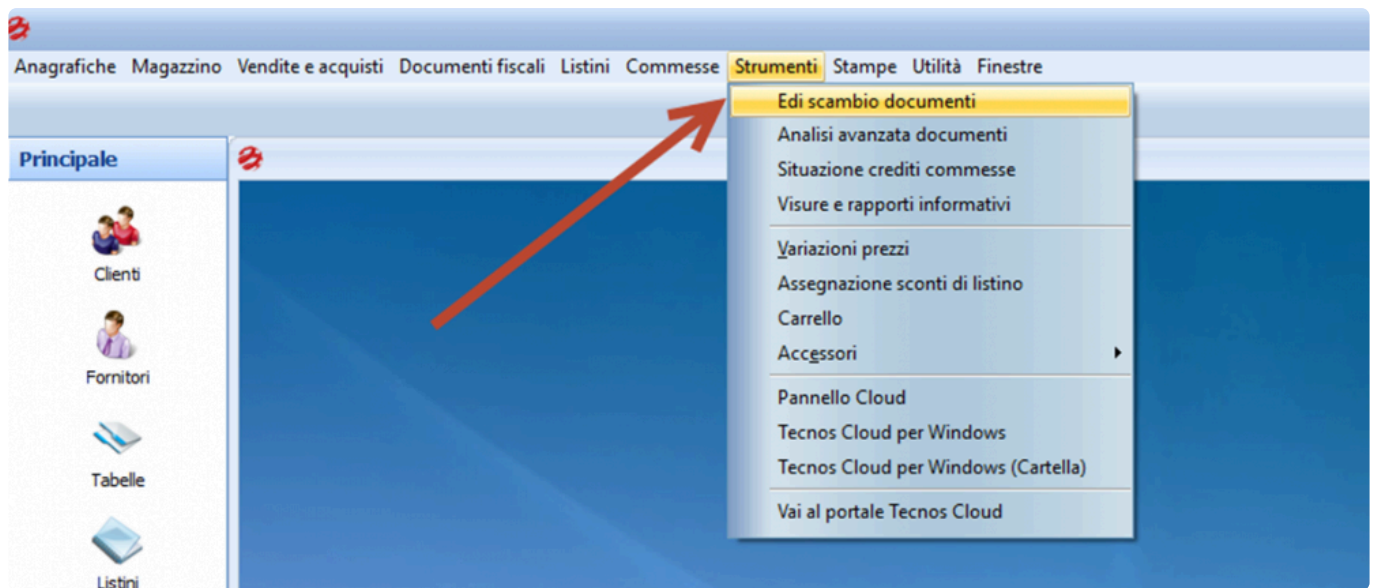 Anagrafiche Magazzino Vendite e acquisti Documenti fiscali Listini Commesse Strumenti Stampe Utilità Finestre
Edi scambio documenti
Analisi avanzata documenti
Situazione crediti commesse
Visure e rapporti informativi
Variazioni prezzi
Assegnazione sconti di listino
Carrello
Accessori
Pannello Cloud
Tecnos Cloud per Windows
Tecnos Cloud per Windows (Cartella)
Vai al portale Tecnos Cloud
Principale
Clienti
Fornitori
Tabelle
Listini